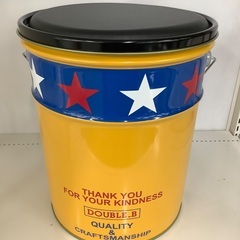 THANK YOU
FOR YOUR KINDNESS
DOUBLE.B
QUALITY
&
CRAFTSMANSHIP